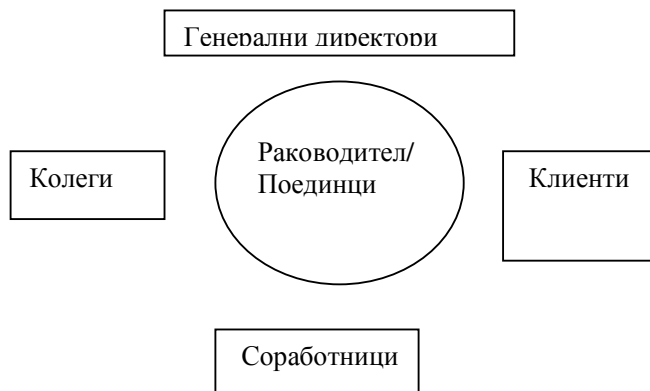 Генерални директори
Раководител/
Поединци
Колеги
Клиенти
Соработници